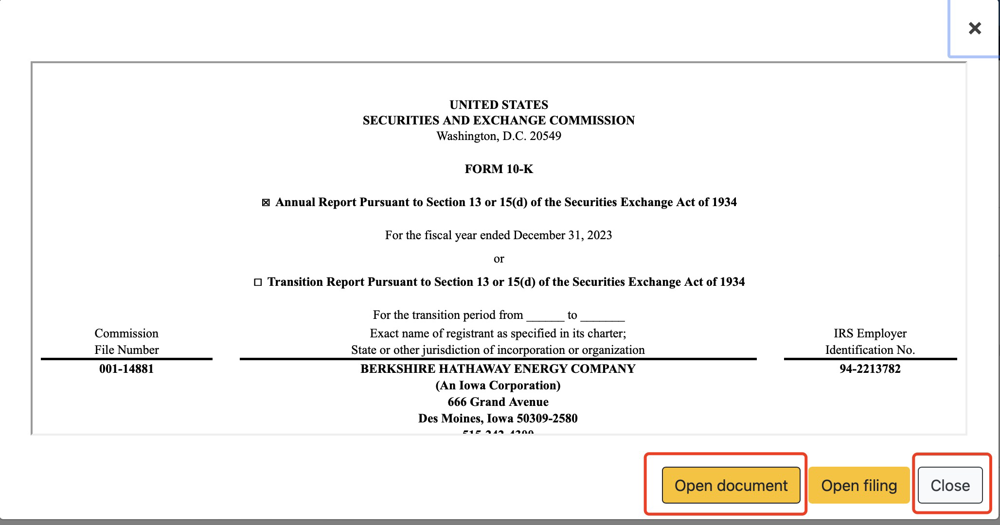 UNITED STATES
SECURITIES AND EXCHANGE COMMISSION
Washington, D.C. 20549
FORM 10-K
☒ Annual Report Pursuant to Section 13 or 15(d) of the Securities Exchange Act of 1934
For the fiscal year ended December 31, 2023
or
☐ Transition Report Pursuant to Section 13 or 15(d) of the Securities Exchange Act of 1934
For the transition period from ______ to _______
Commission
File Number
Exact name of registrant as specified in its charter;
State or other jurisdiction of incorporation or organization
IRS Employer
Identification No.
001-14881
BERKSHIRE HATHAWAY ENERGY COMPANY
94-2213782
(An Iowa Corporation)
666 Grand Avenue
Des Moines, Iowa 50309-2580
Open document
Open filing
Close